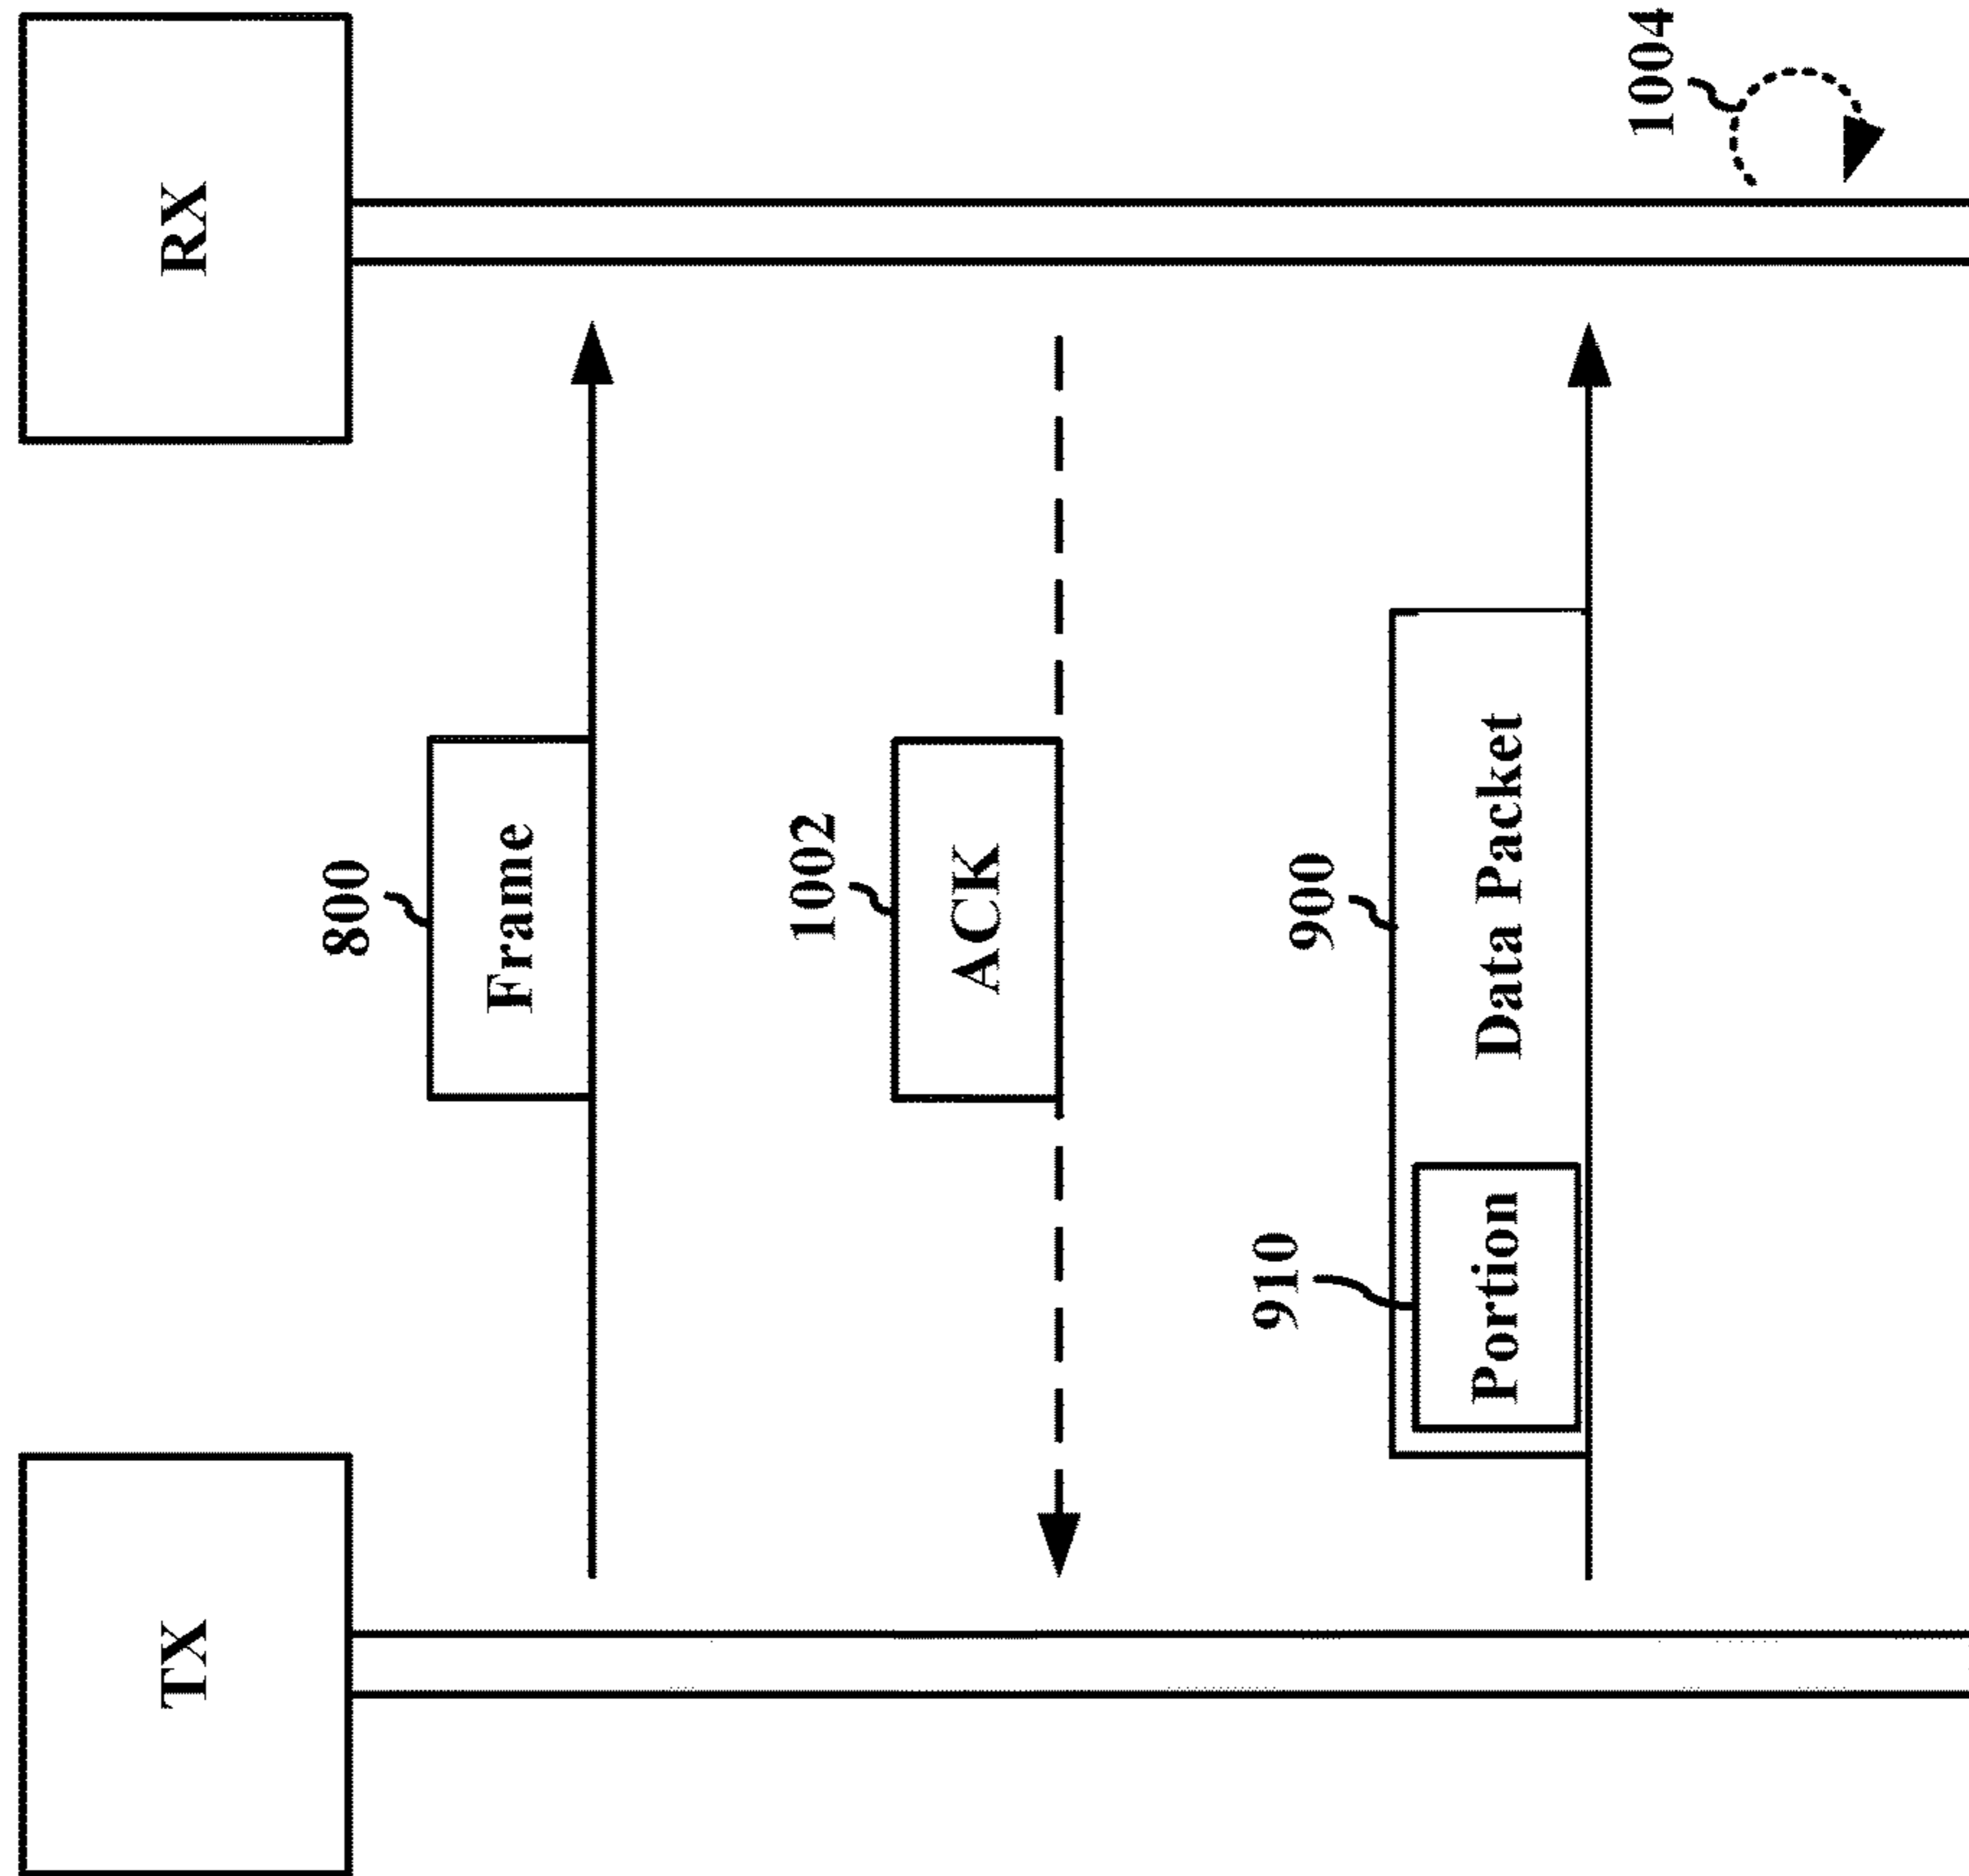 TX
RX
800
Frame
1002
ACK
900
910
Portion
Data Packet
1004